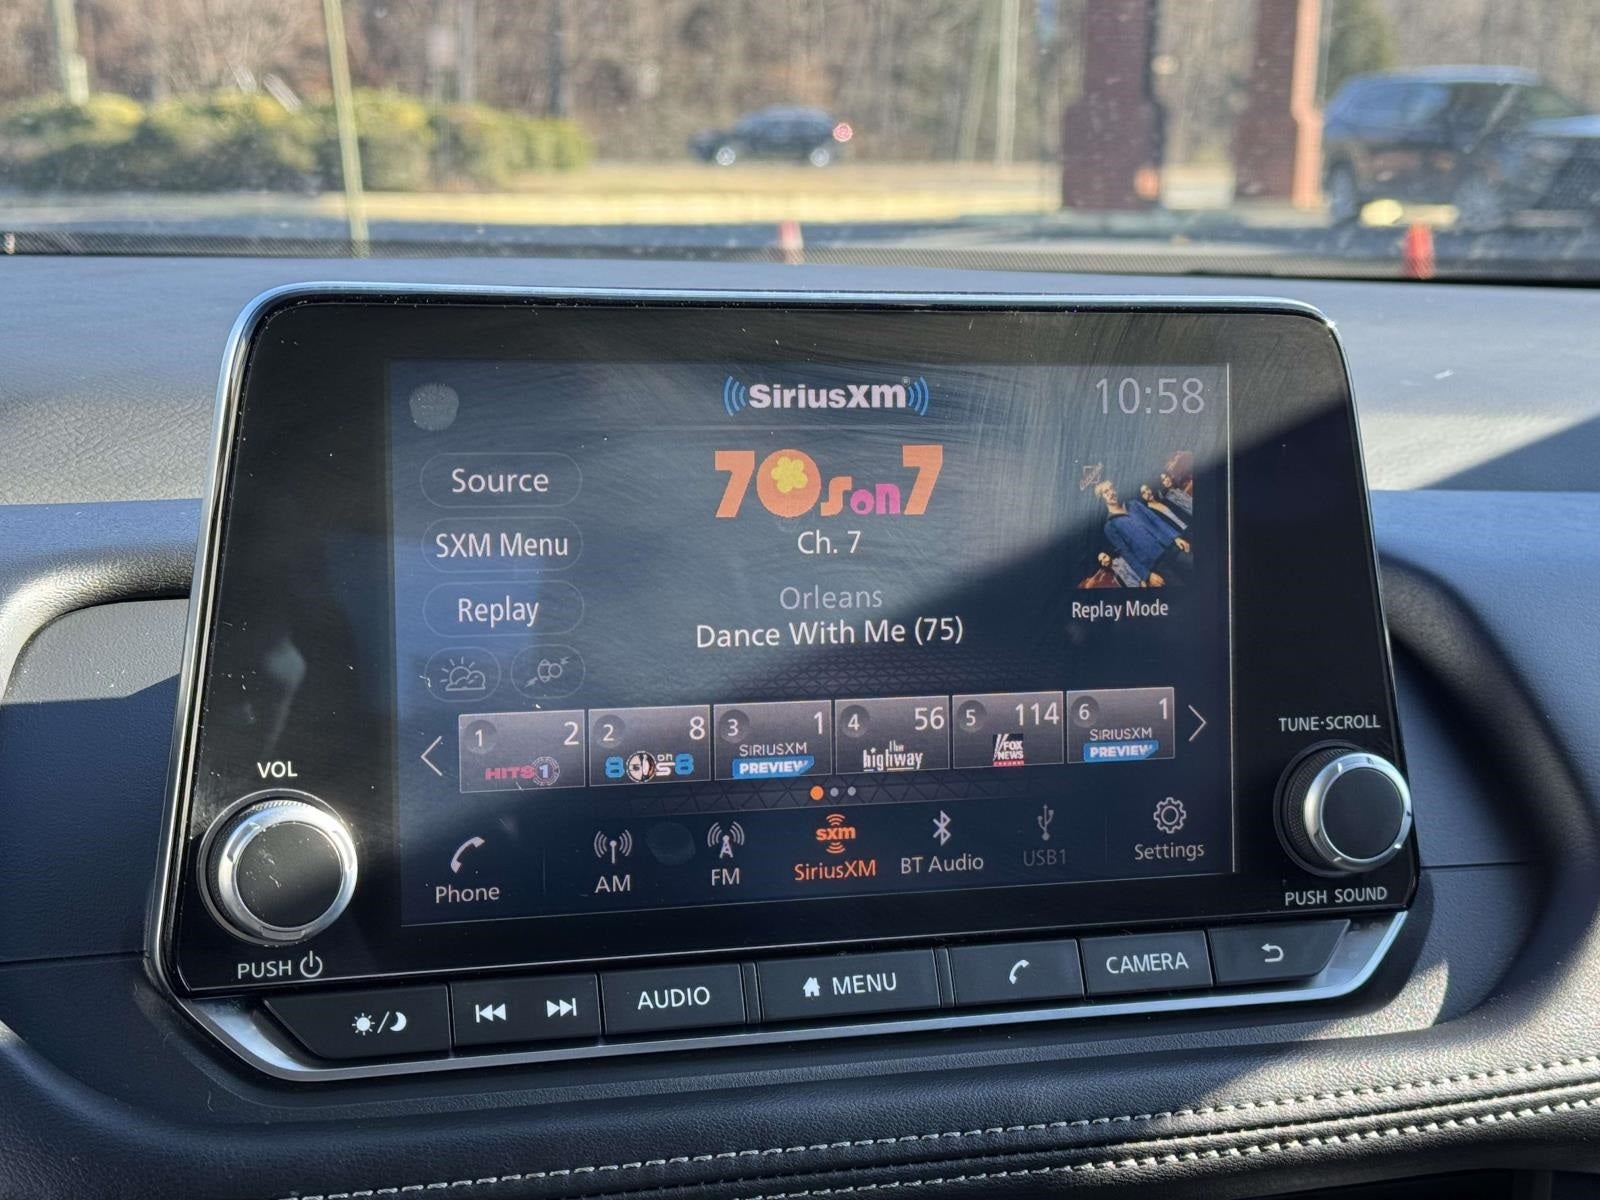 SiriusXM
10:58
70s on 7
Ch. 7
Orleans
Dance With Me (75)
Source
SXM Menu
Replay
Replay Mode
1 2 HITS1
2 8 80s on 8
3 1 SIRIUSXM PREVIEW
4 56 the highway
5 114 FOX NEWS channel
6 1 SIRIUSXM PREVIEW
Phone
AM
FM
sxm
SiriusXM
BT Audio
USB1
Settings
VOL
PUSH
TUNE·SCROLL
PUSH SOUND
AUDIO
MENU
CAMERA